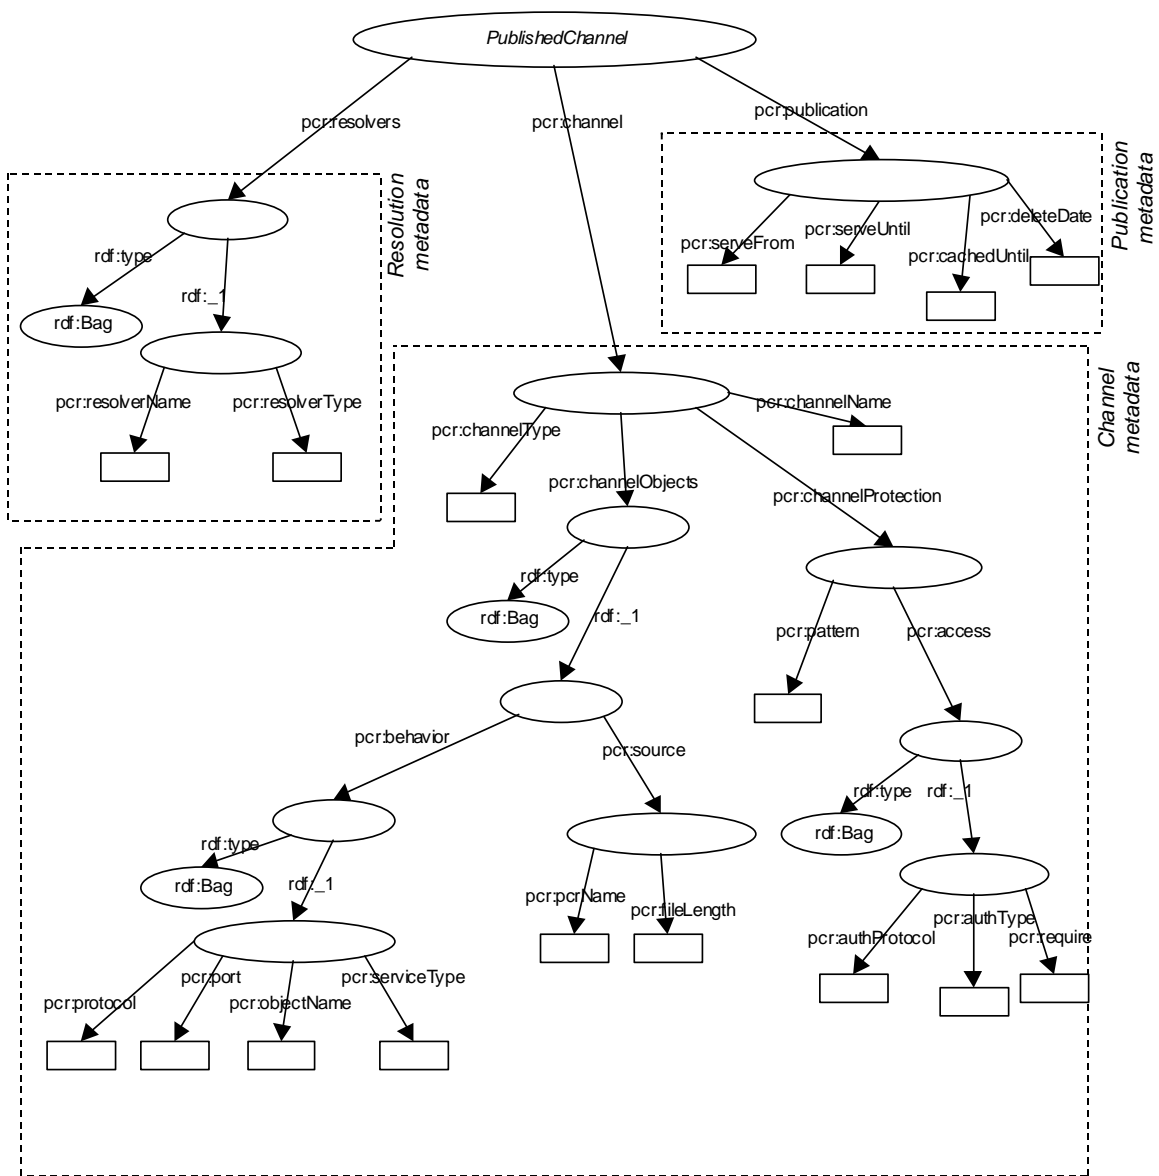 PublishedChannel
pcr:resolvers
pcr:channel
pcr:publication
Publication
metadata
pcr:serveFrom
pcr:serveUntil
pcr:cachedUntil
pcr:deleteDate
Resolution
metadata
rdf:type
rdf:_1
rdf:Bag
pcr:resolverName
pcr:resolverType
Channel
metadata
pcr:channelType
pcr:channelObjects
pcr:channelProtection
pcr:channelName
rdf:type
rdf:_1
rdf:Bag
pcr:pattern
pcr:access
pcr:behavior
pcr:source
rdf:type
rdf:_1
rdf:Bag
rdf:type
rdf:_1
rdf:Bag
pcr:pcrName
pcr:fileLength
pcr:authProtocol
pcr:authType
pcr:require
pcr:protocol
pcr:port
pcr:objectName
pcr:serviceType